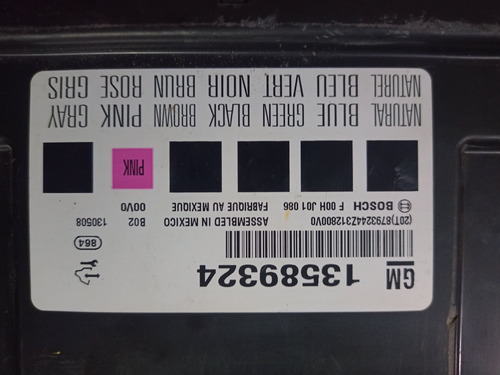 GM 13589324
(20T)8793244Z31280V0
BOSCH F 00H J01 086
ASSEMBLED IN MEXICO
FABRIQUE AU MEXIQUE
B02
00V0
130508
864
PINK
NATURAL BLUE GREEN BLACK BROWN PINK GRAY
NATUREL BLEU VERT NOIR BRUN ROSE GRIS